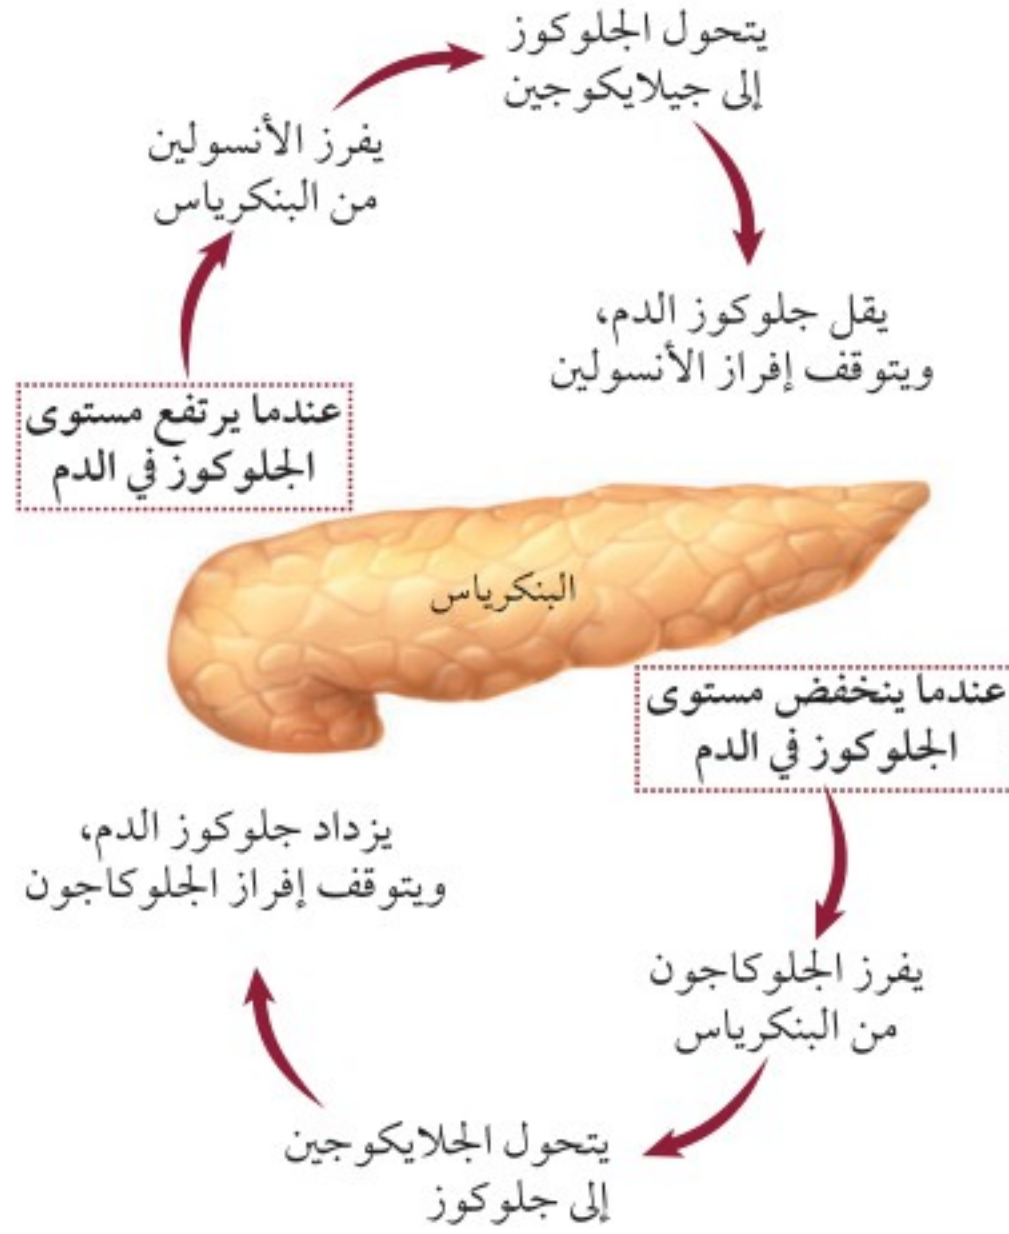 عندما يرتفع مستوى
الجلوكوز في الدم
يفرز الأنسولين
من البنكرياس
يتحول الجلوكوز
إلى جيلايكوجين
يقل جلوكوز الدم،
ويتوقف إفراز الأنسولين
البنكرياس
عندما ينخفض مستوى
الجلوكوز في الدم
يفرز الجلوكاجون
من البنكرياس
يتحول الجلايكوجين
إلى جلوكوز
يزداد جلوكوز الدم،
ويتوقف إفراز الجلوكاجون